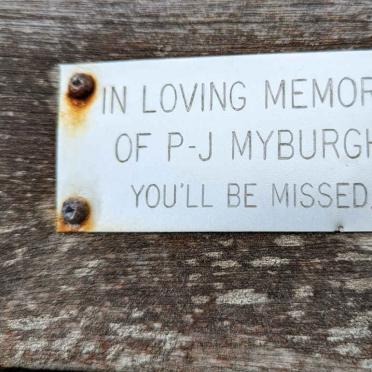 IN LOVING MEMOR
OF P-J MYBURGH
YOU'LL BE MISSED.